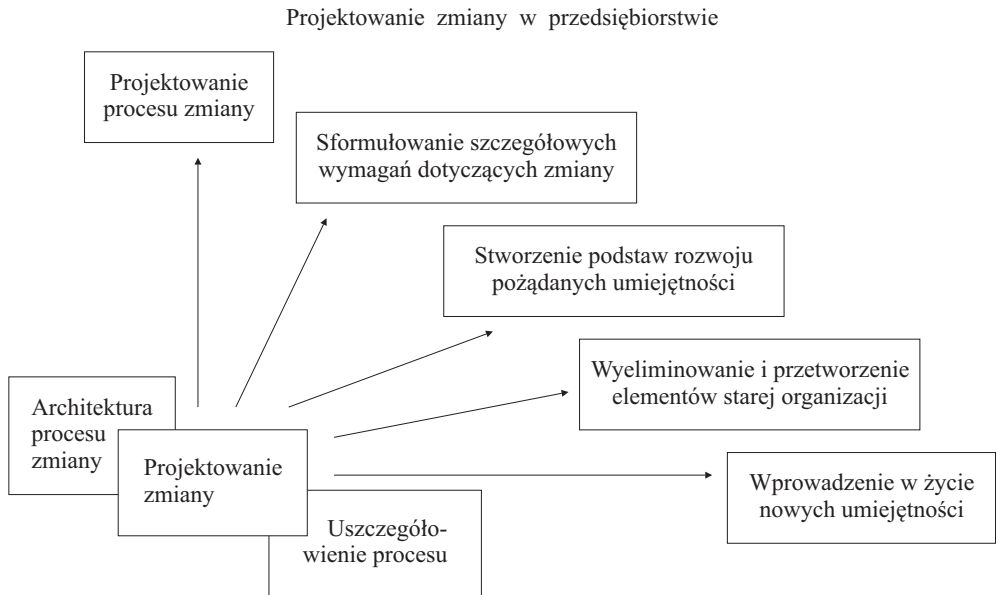 Projektowanie zmiany w przedsiębiorstwie
Projektowanie
procesu zmiany
Sformułowanie szczegółowych
wymagań dotyczących zmiany
Stworzenie podstaw rozwoju
pożądanych umiejętności
Wyeliminowanie i przetworzenie
elementów starej organizacji
Architektura
procesu
zmiany
Projektowanie
zmiany
Wprowadzenie w życie
nowych umiejętności
Uszczegóło-
wienie procesu